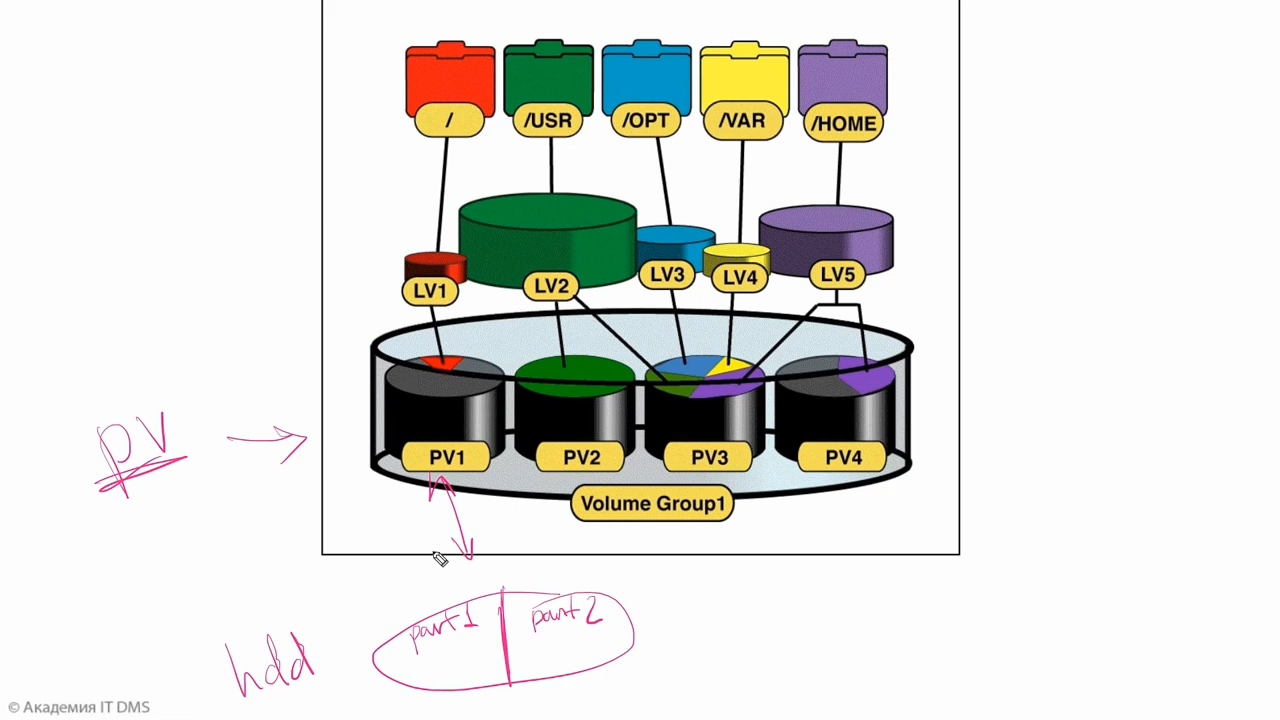 / /USR /OPT /VAR /HOME
LV1 LV2 LV3 LV4 LV5
PV
PV1 PV2 PV3 PV4
Volume Group1
part1 part2
hdd
© Академия IT DMS